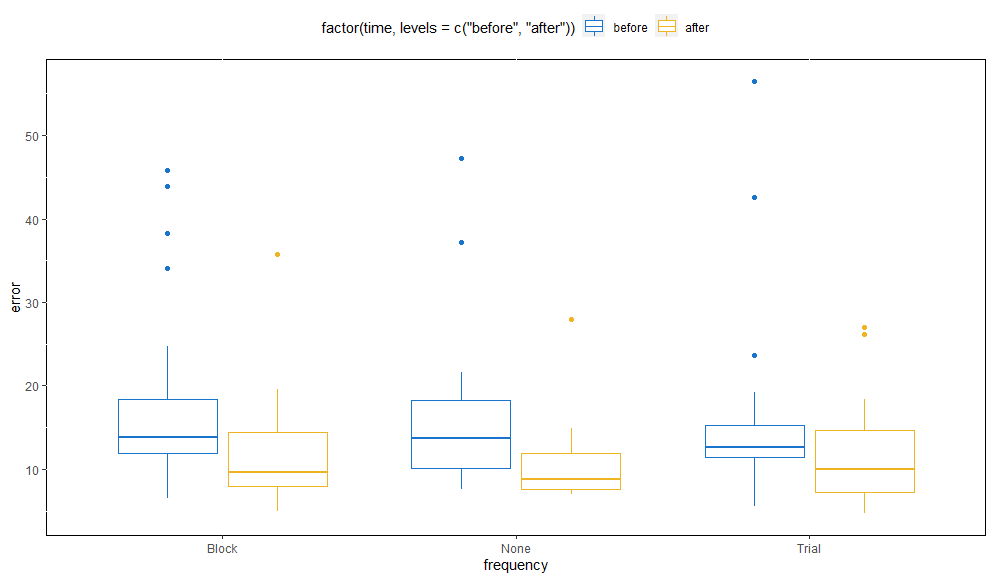 factor(time, levels = c("before", "after")) before after
50
40
30
20
10
error
Block None Trial
frequency